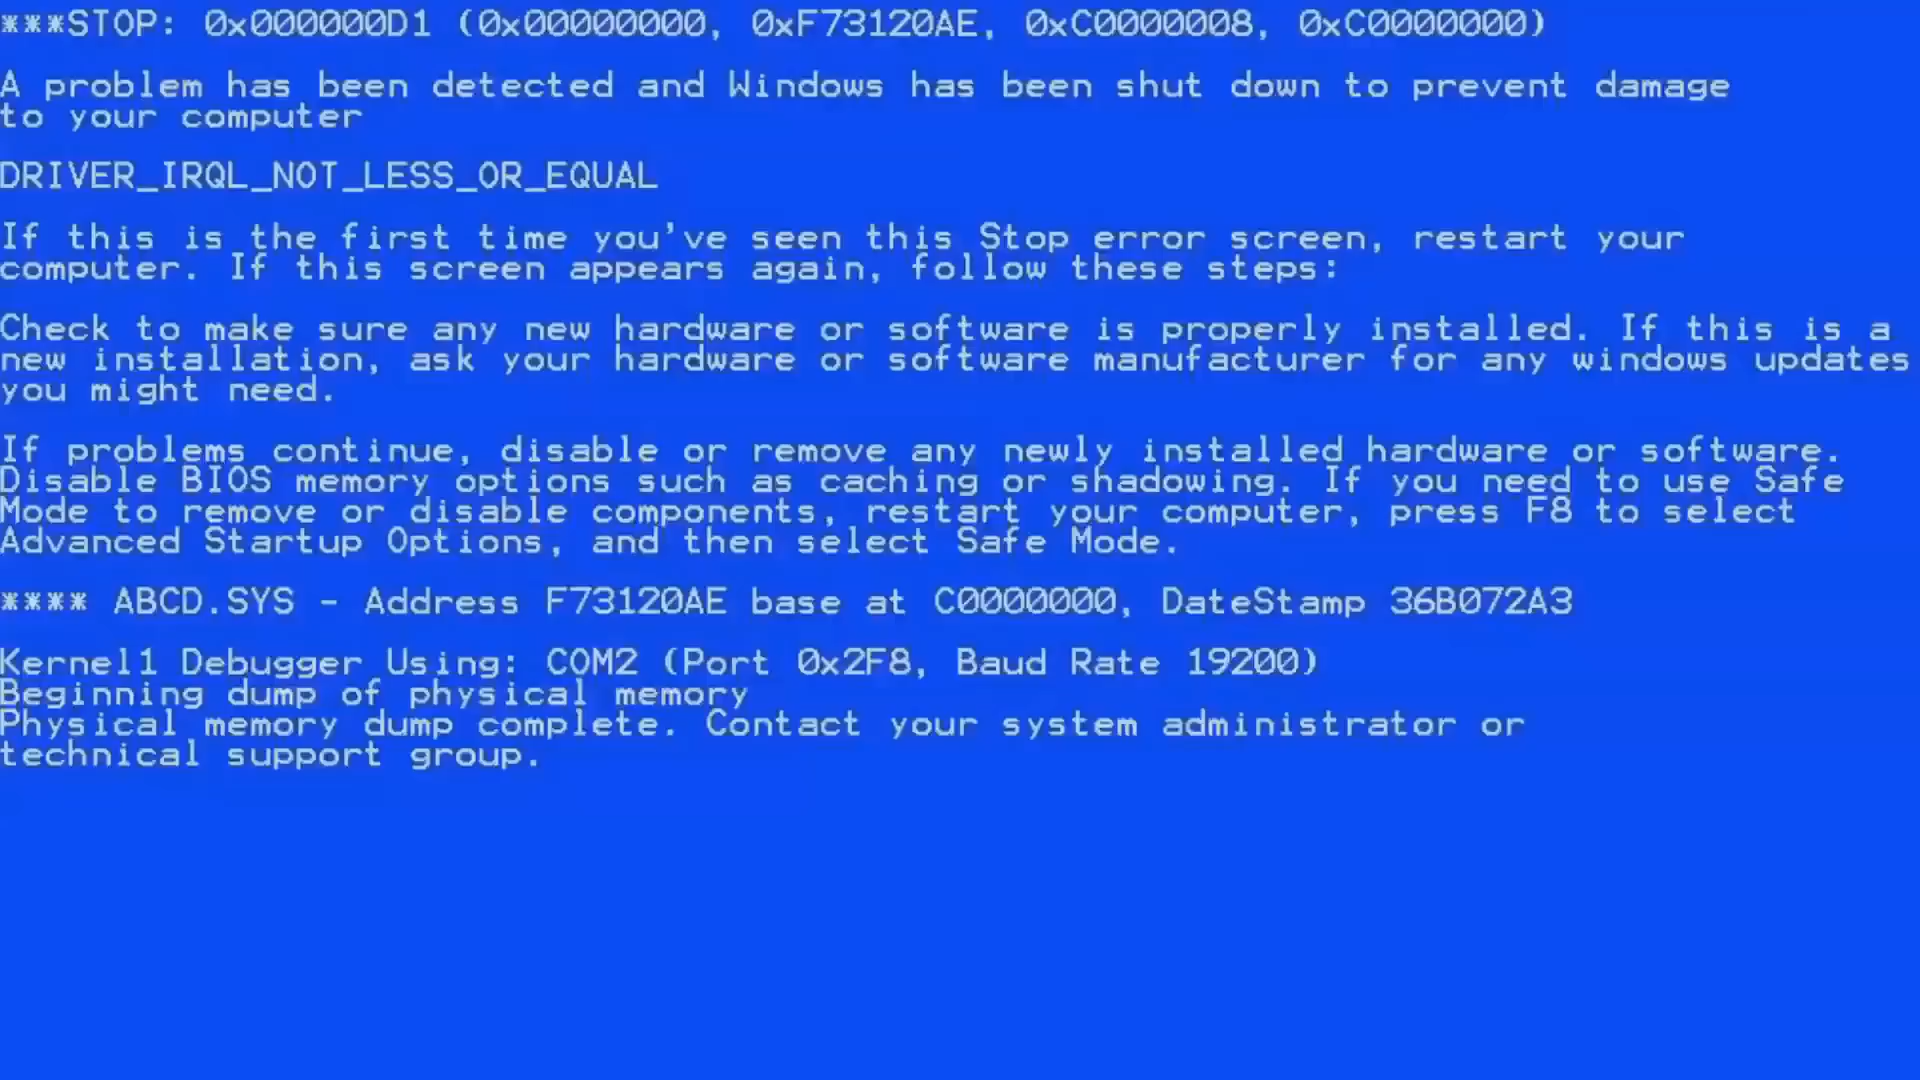 ***STOP: 0x000000D1 (0x00000000, 0xF73120AE, 0xC0000008, 0xC0000000)
A problem has been detected and Windows has been shut down to prevent damage
to your computer
DRIVER_IRQL_NOT_LESS_OR_EQUAL
If this is the first time you've seen this Stop error screen, restart your
computer. If this screen appears again, follow these steps:
Check to make sure any new hardware or software is properly installed. If this is a
new installation, ask your hardware or software manufacturer for any windows updates
you might need.
If problems continue, disable or remove any newly installed hardware or software.
Disable BIOS memory options such as caching or shadowing. If you need to use Safe
Mode to remove or disable components, restart your computer, press F8 to select
Advanced Startup Options, and then select Safe Mode.
**** ABCD.SYS - Address F73120AE base at C0000000, DateStamp 36B072A3
Kernel1 Debugger Using: COM2 (Port 0x2F8, Baud Rate 19200)
Beginning dump of physical memory
Physical memory dump complete. Contact your system administrator or
technical support group.